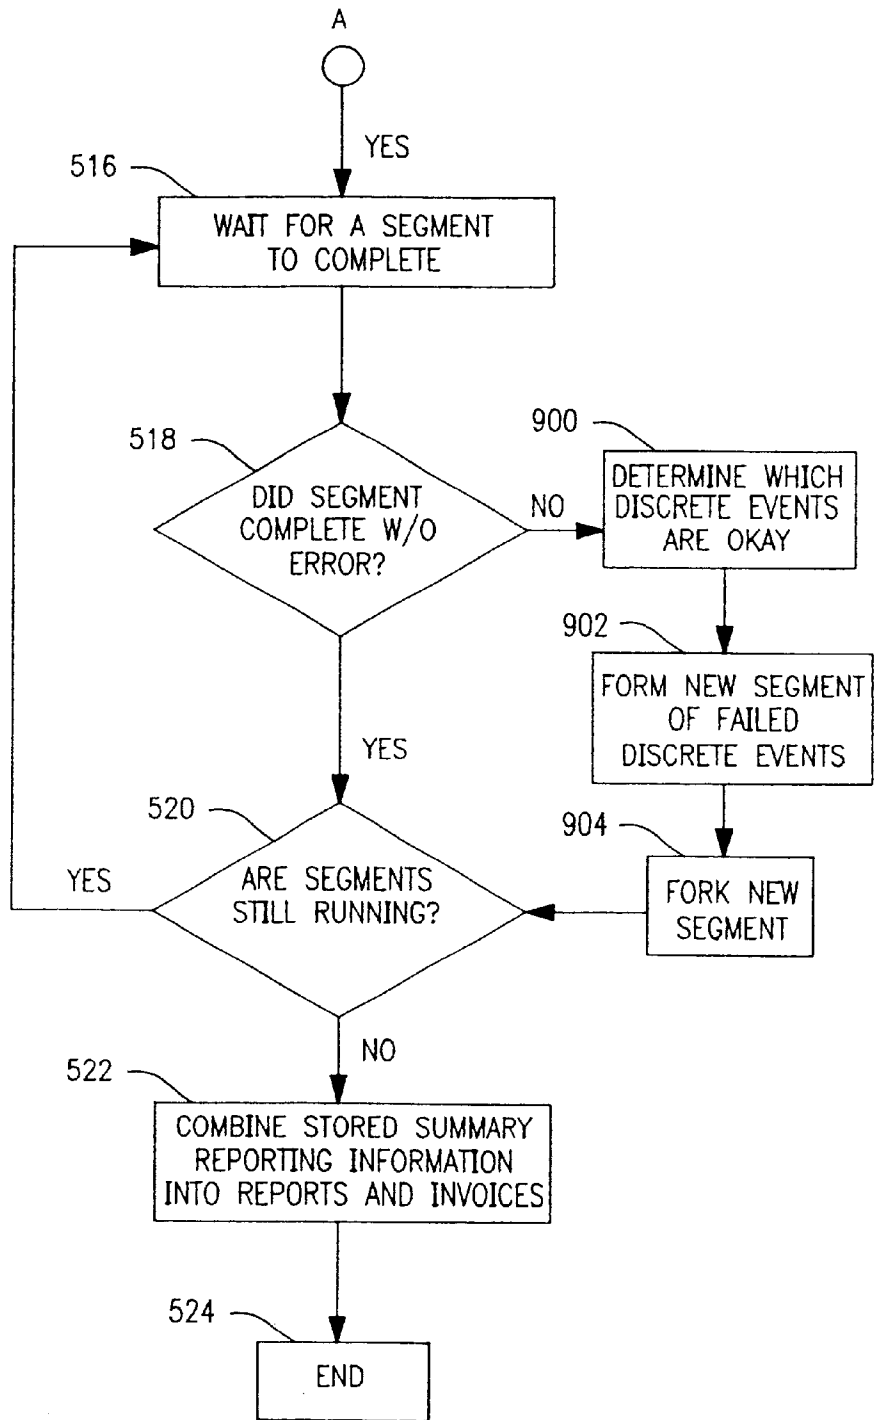 A
YES
516
WAIT FOR A SEGMENT
TO COMPLETE
518
DID SEGMENT
COMPLETE W/O
ERROR?
NO
900
DETERMINE WHICH
DISCRETE EVENTS
ARE OKAY
902
FORM NEW SEGMENT
OF FAILED
DISCRETE EVENTS
YES
904
FORK NEW
SEGMENT
520
ARE SEGMENTS
STILL RUNNING?
YES
NO
522
COMBINE STORED SUMMARY
REPORTING INFORMATION
INTO REPORTS AND INVOICES
524
END